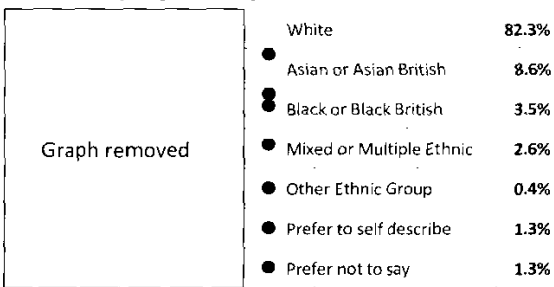 White 82.3%
Asian or Asian British 8.6%
Black or Black British 3.5%
Graph removed
Mixed or Multiple Ethnic 2.6%
Other Ethnic Group 0.4%
Prefer to self describe 1.3%
Prefer not to say 1.3%